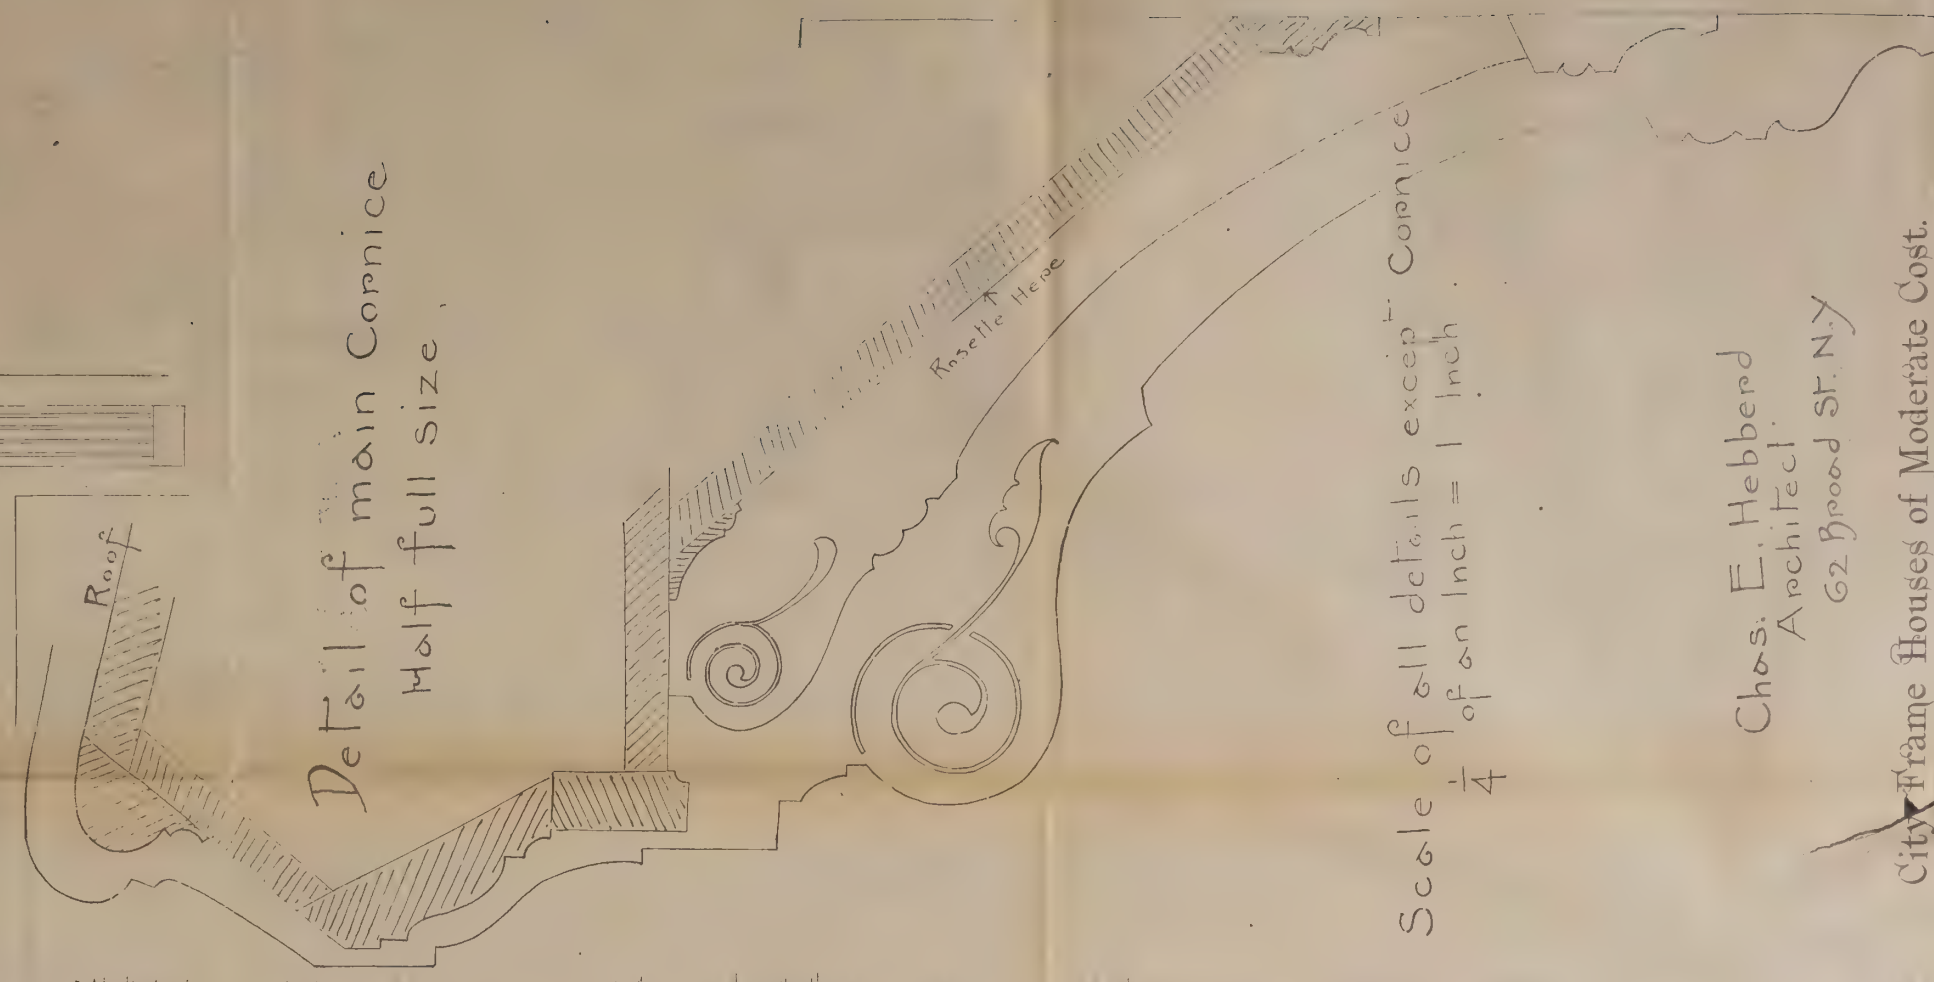 Roof
Detail of main Cornice
Half full size.
Rosette Here
Scale of all details except Cornice
1/4 of an Inch = 1 Inch.
Chas. E. Hebberd
Architect.
62 Broad St. N.Y
City Frame Houses of Moderate Cost.